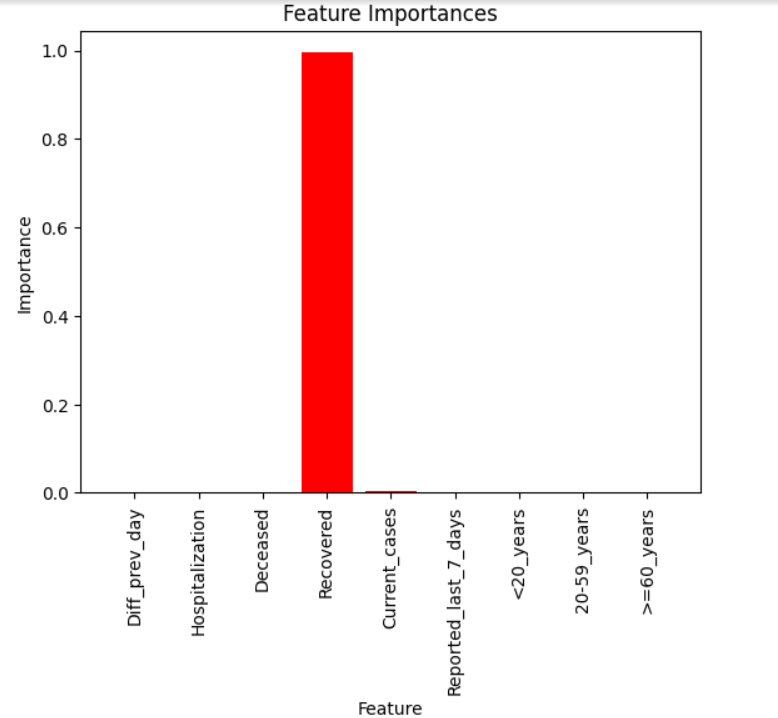 Feature Importances
1.0
0.8
0.6
0.4
0.2
0.0
Importance
Diff_prev_day
Hospitalization
Deceased
Recovered
Current_cases
Reported_last_7_days
<20_years
20-59_years
>=60_years
Feature